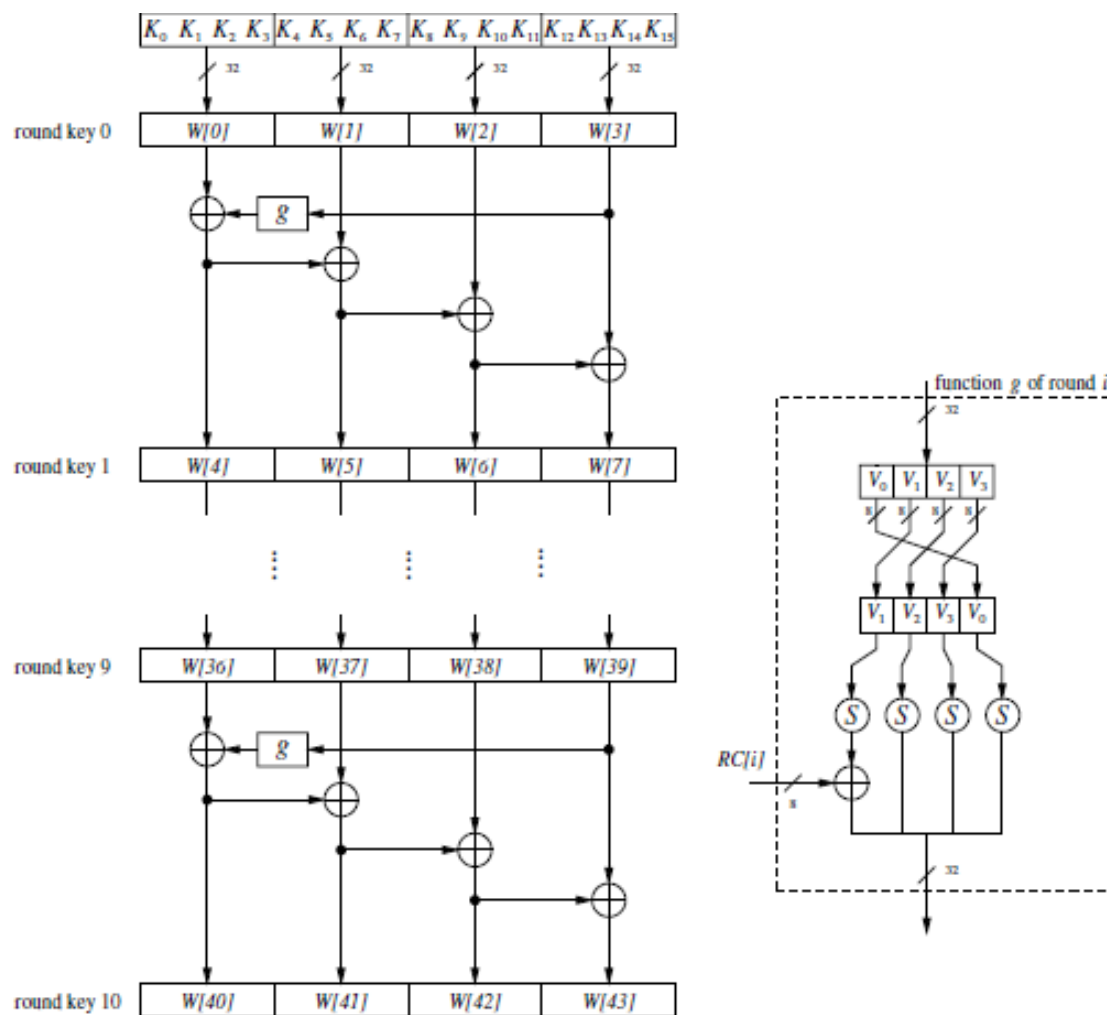 K₀ K₁ K₂ K₃ K₄ K₅ K₆ K₇ K₈ K₉ K₁₀ K₁₁ K₁₂ K₁₃ K₁₄ K₁₅
32 32 32 32
round key 0 W[0] W[1] W[2] W[3]
g
function g of round i
32
round key 1 W[4] W[5] W[6] W[7]
V₀ V₁ V₂ V₃
8 8 8 8
V₁ V₂ V₃ V₀
round key 9 W[36] W[37] W[38] W[39]
S S S S
g
RC[i]
8
32
round key 10 W[40] W[41] W[42] W[43]